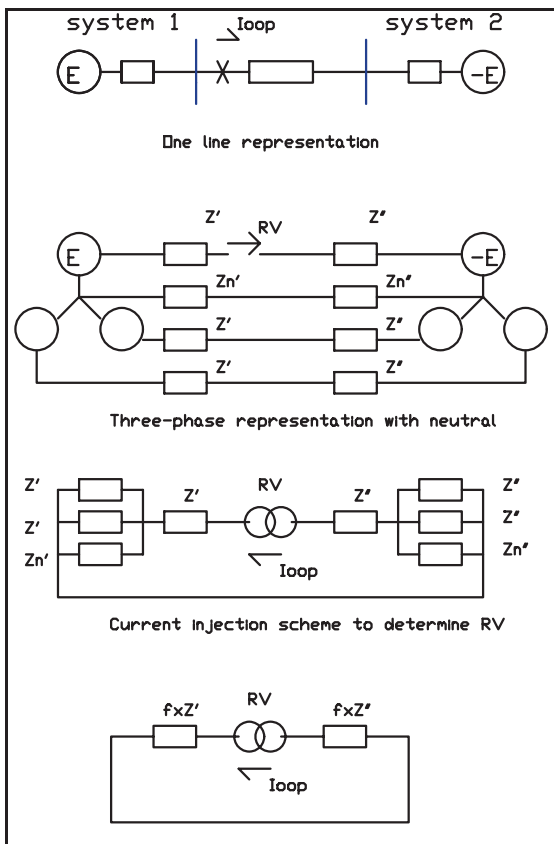 system 1 Ioop system 2
E -E
One line representation
Z' RV Z"
E -E
Zn' Zn"
Z' Z"
Z' Z"
Three-phase representation with neutral
Z' RV Z"
Z' Z"
Z' Z"
Zn' Ioop Zn"
Current injection scheme to determine RV
fxZ' RV fxZ"
Ioop